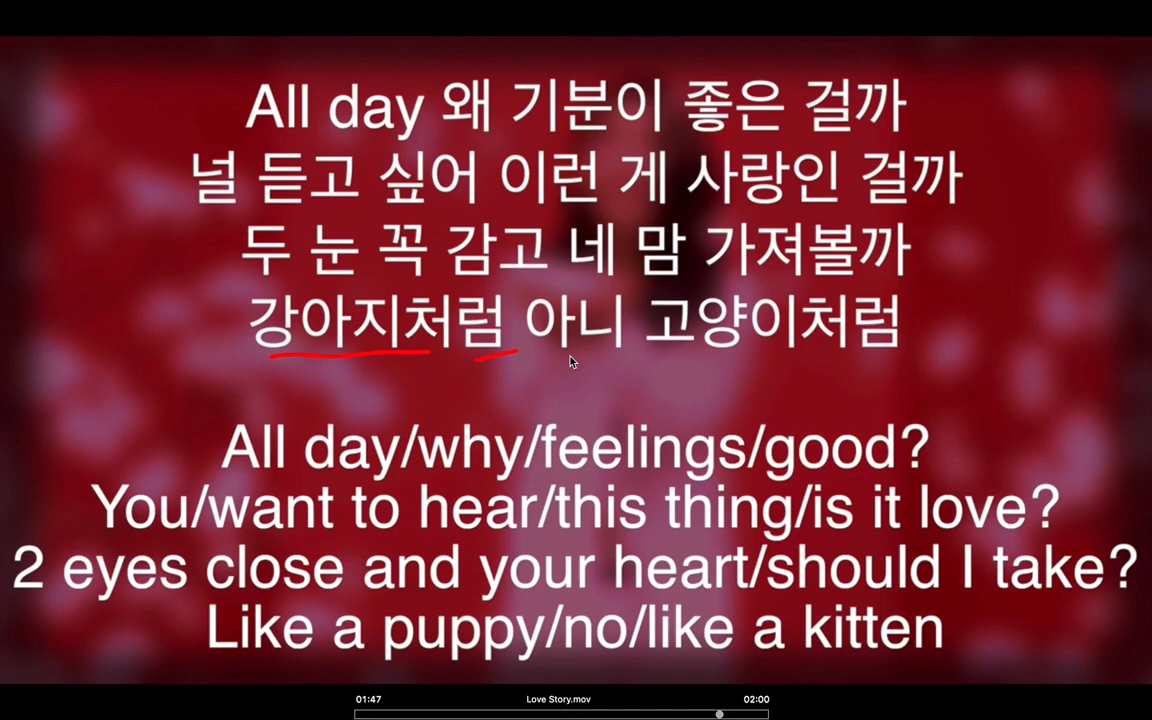 All day 왜 기분이 좋은 걸까
널 듣고 싶어 이런 게 사랑인 걸까
두 눈 꼭 감고 네 맘 가져볼까
강아지처럼 아니 고양이처럼
All day/why/feelings/good?
You/want to hear/this thing/is it love?
2 eyes close and your heart/should I take?
Like a puppy/no/like a kitten
01:47 Love Story.mov 02:00